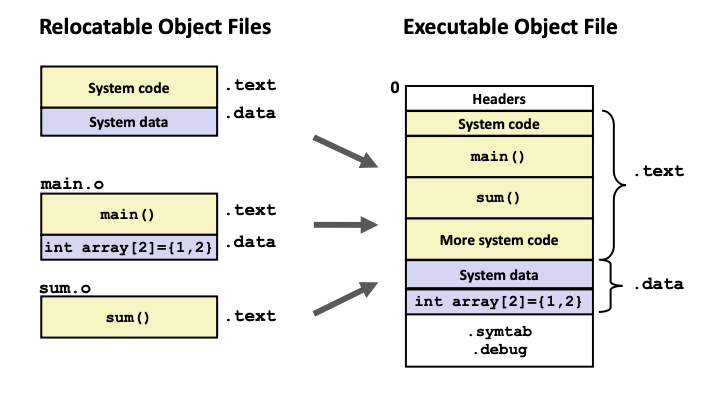 Relocatable Object Files
System code
.text
System data
.data
main.o
main()
.text
int array[2]={1,2}
.data
sum.o
sum()
.text
Executable Object File
0
Headers
System code
main()
sum()
More system code
.text
System data
int array[2]={1,2}
.data
.symtab
.debug